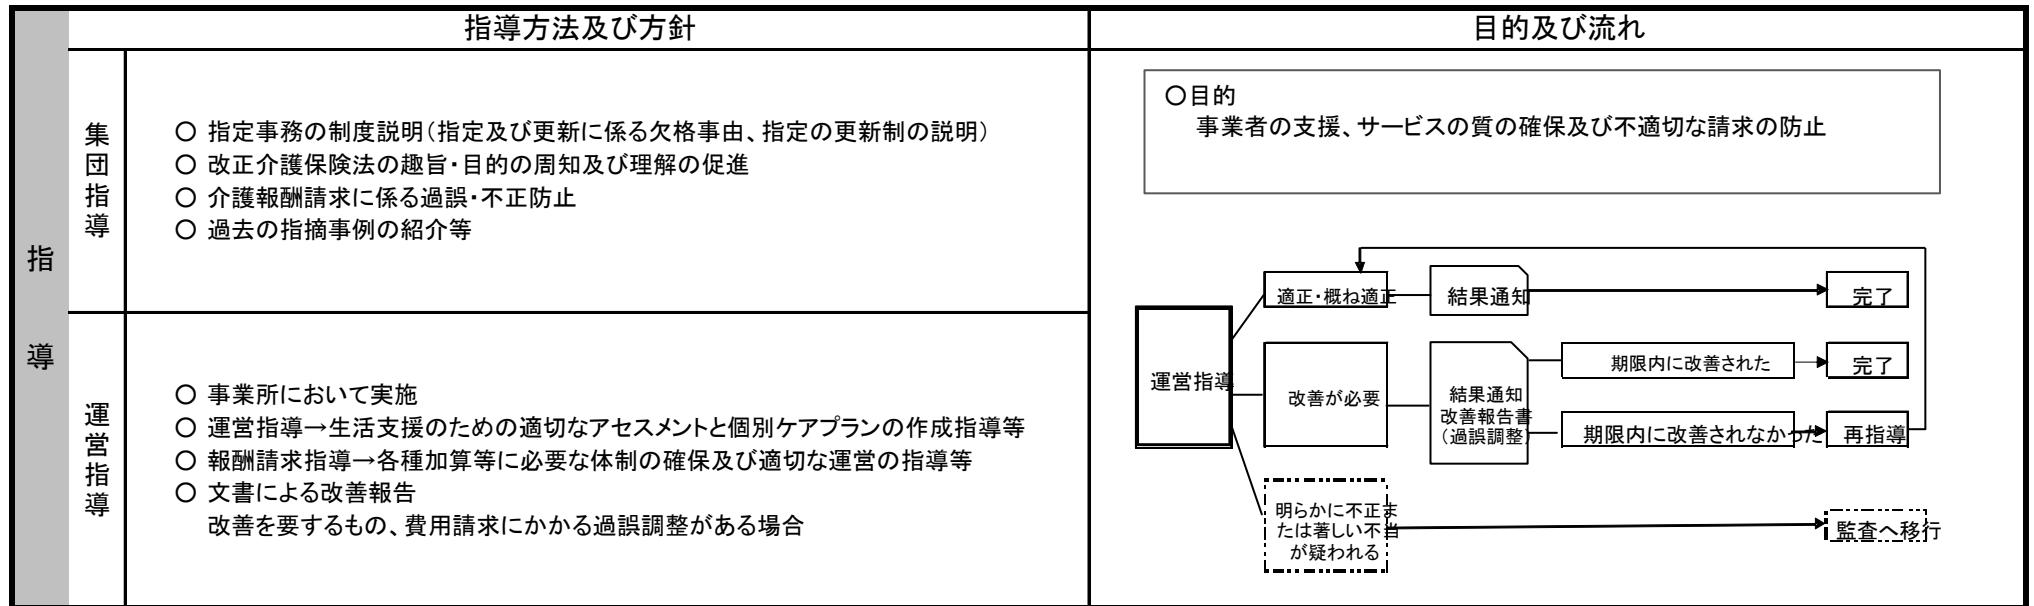 指導方法及び方針
目的及び流れ
指導
集団指導
○ 指定事務の制度説明(指定及び更新に係る欠格事由、指定の更新制の説明)
○ 改正介護保険法の趣旨・目的の周知及び理解の促進
○ 介護報酬請求に係る過誤・不正防止
○ 過去の指摘事例の紹介等
運営指導
○ 事業所において実施
○ 運営指導→生活支援のための適切なアセスメントと個別ケアプランの作成指導等
○ 報酬請求指導→各種加算等に必要な体制の確保及び適切な運営の指導等
○ 文書による改善報告
改善を要するもの、費用請求にかかる過誤調整がある場合
○目的
事業者の支援、サービスの質の確保及び不適切な請求の防止
運営指導
適正・概ね適正
結果通知
完了
改善が必要
結果通知
改善報告書
(過誤調整)
期限内に改善された
完了
期限内に改善されなかった
再指導
明らかに不正ま
たは著しい不当
が疑われる
監査へ移行